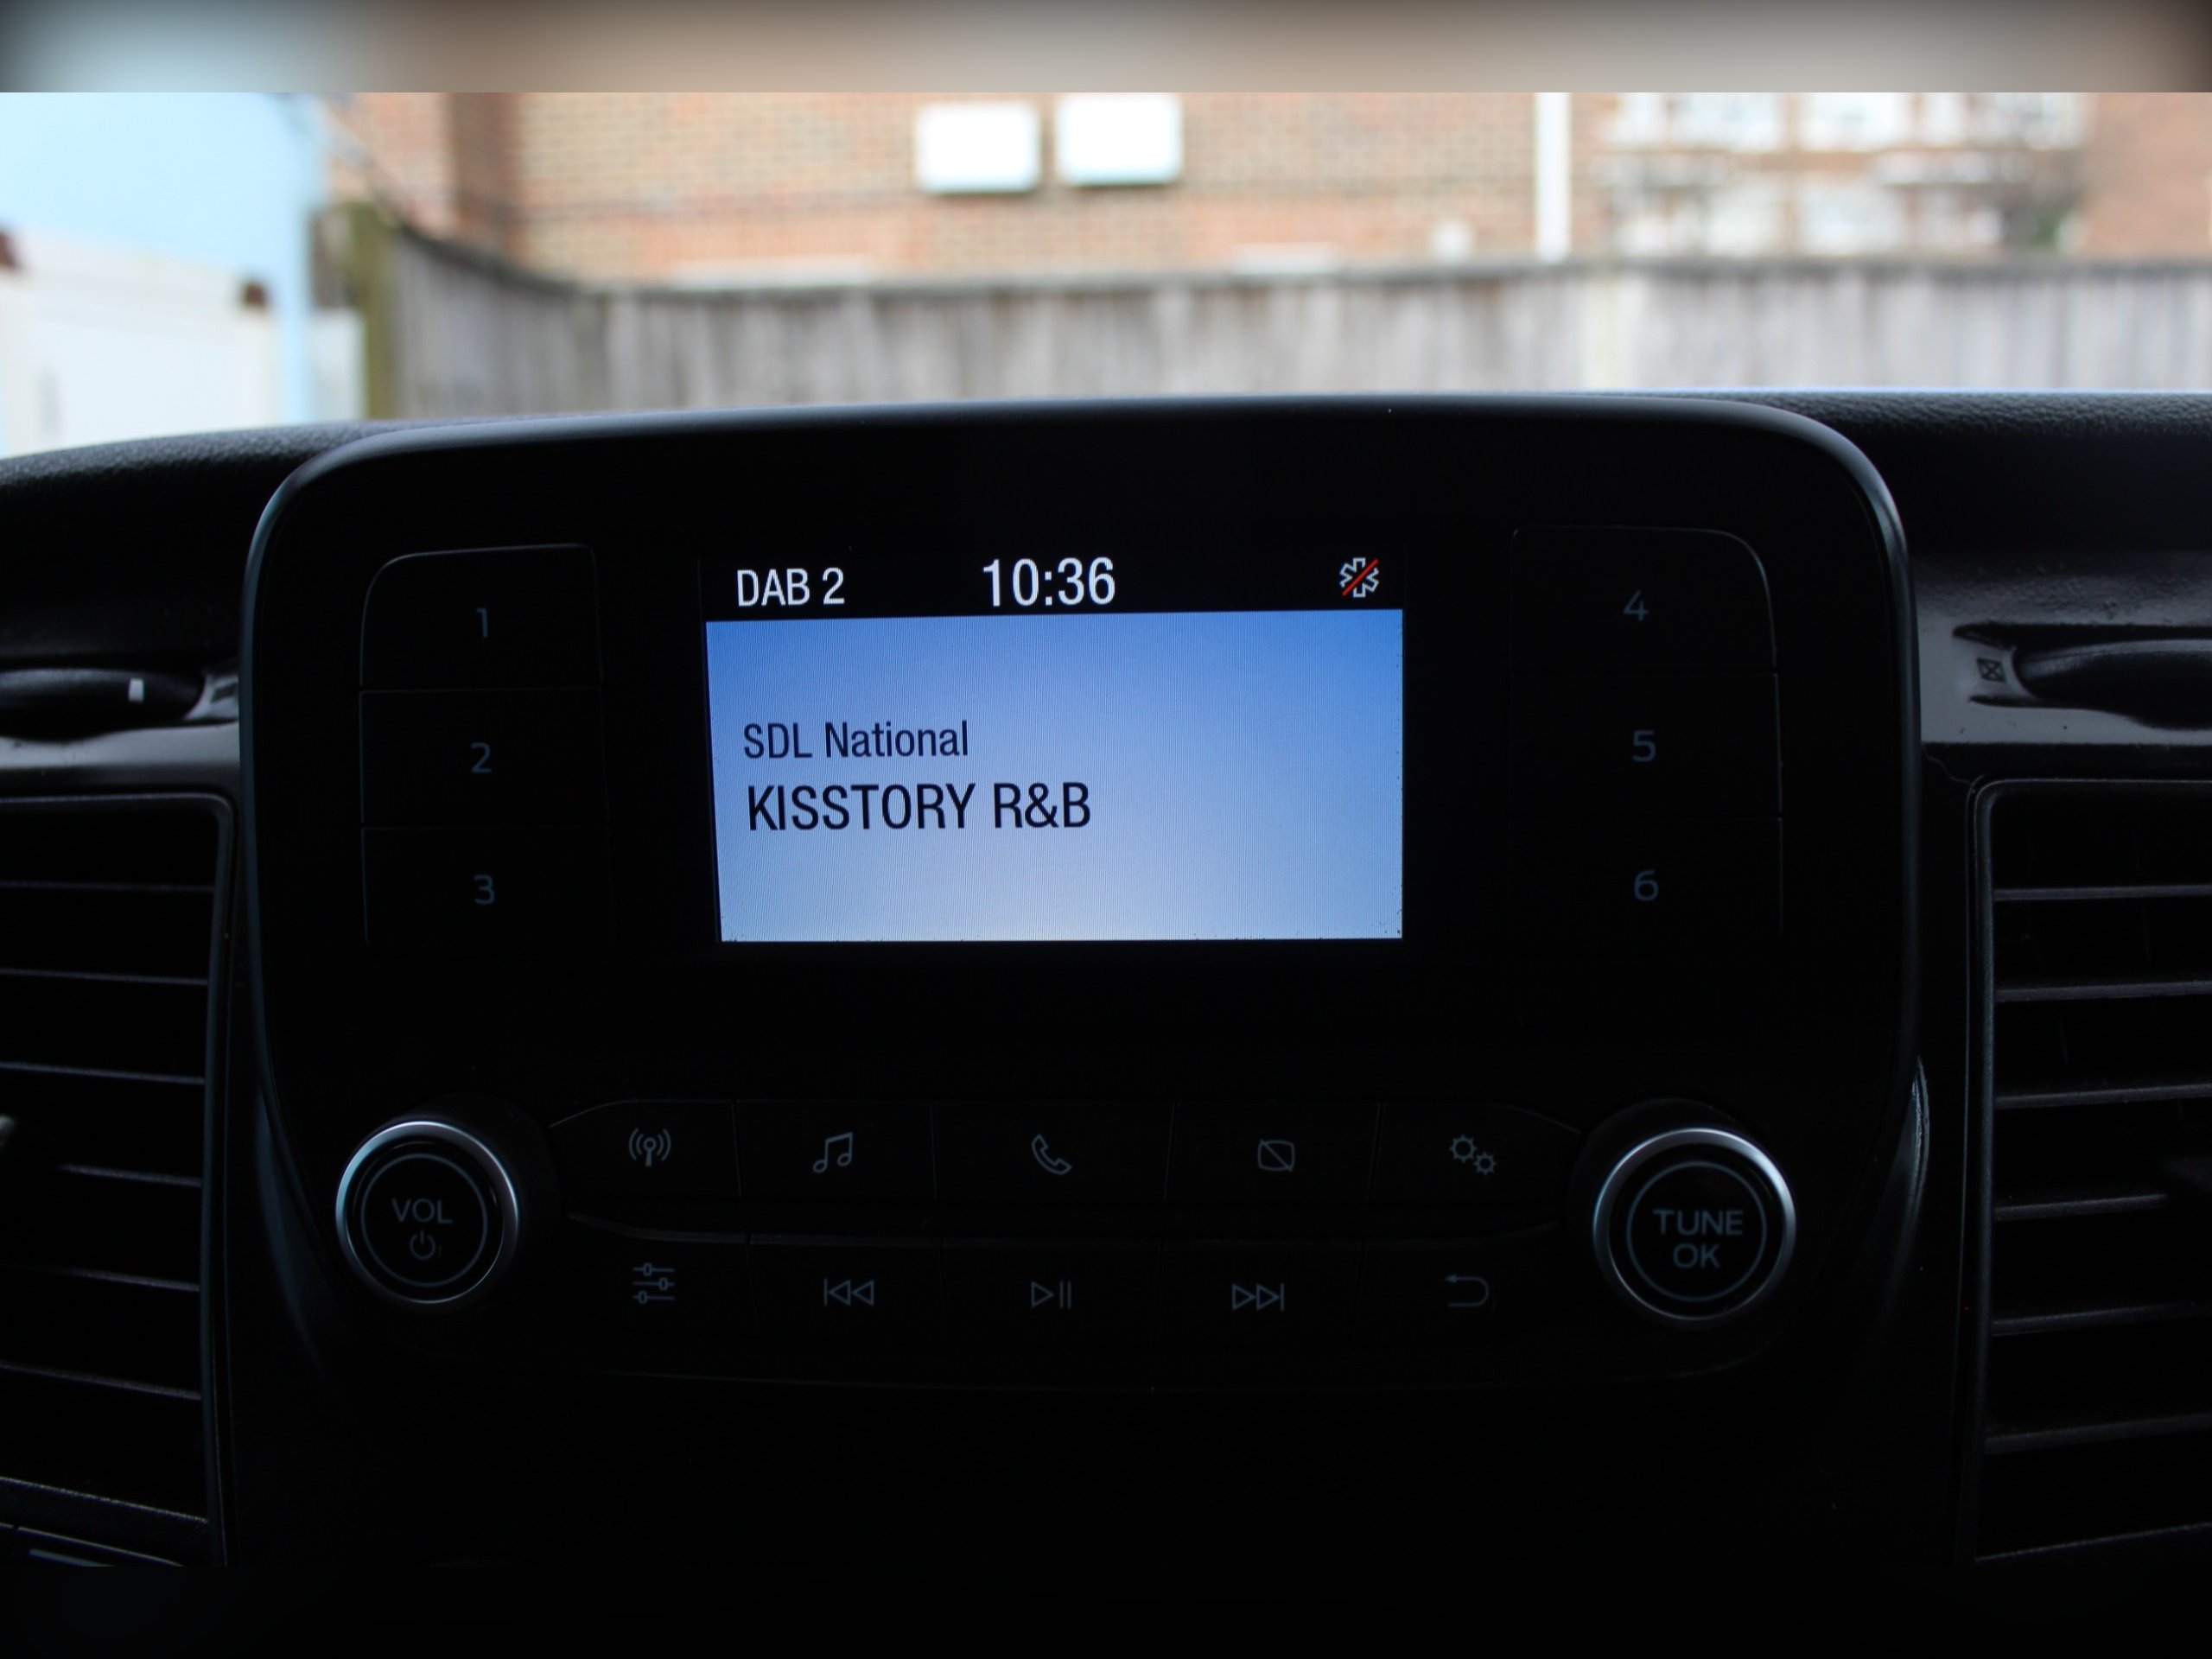 DAB 2 10:36
SDL National
KISSTORY R&B
1
2
3
4
5
6
VOL
TUNE
OK